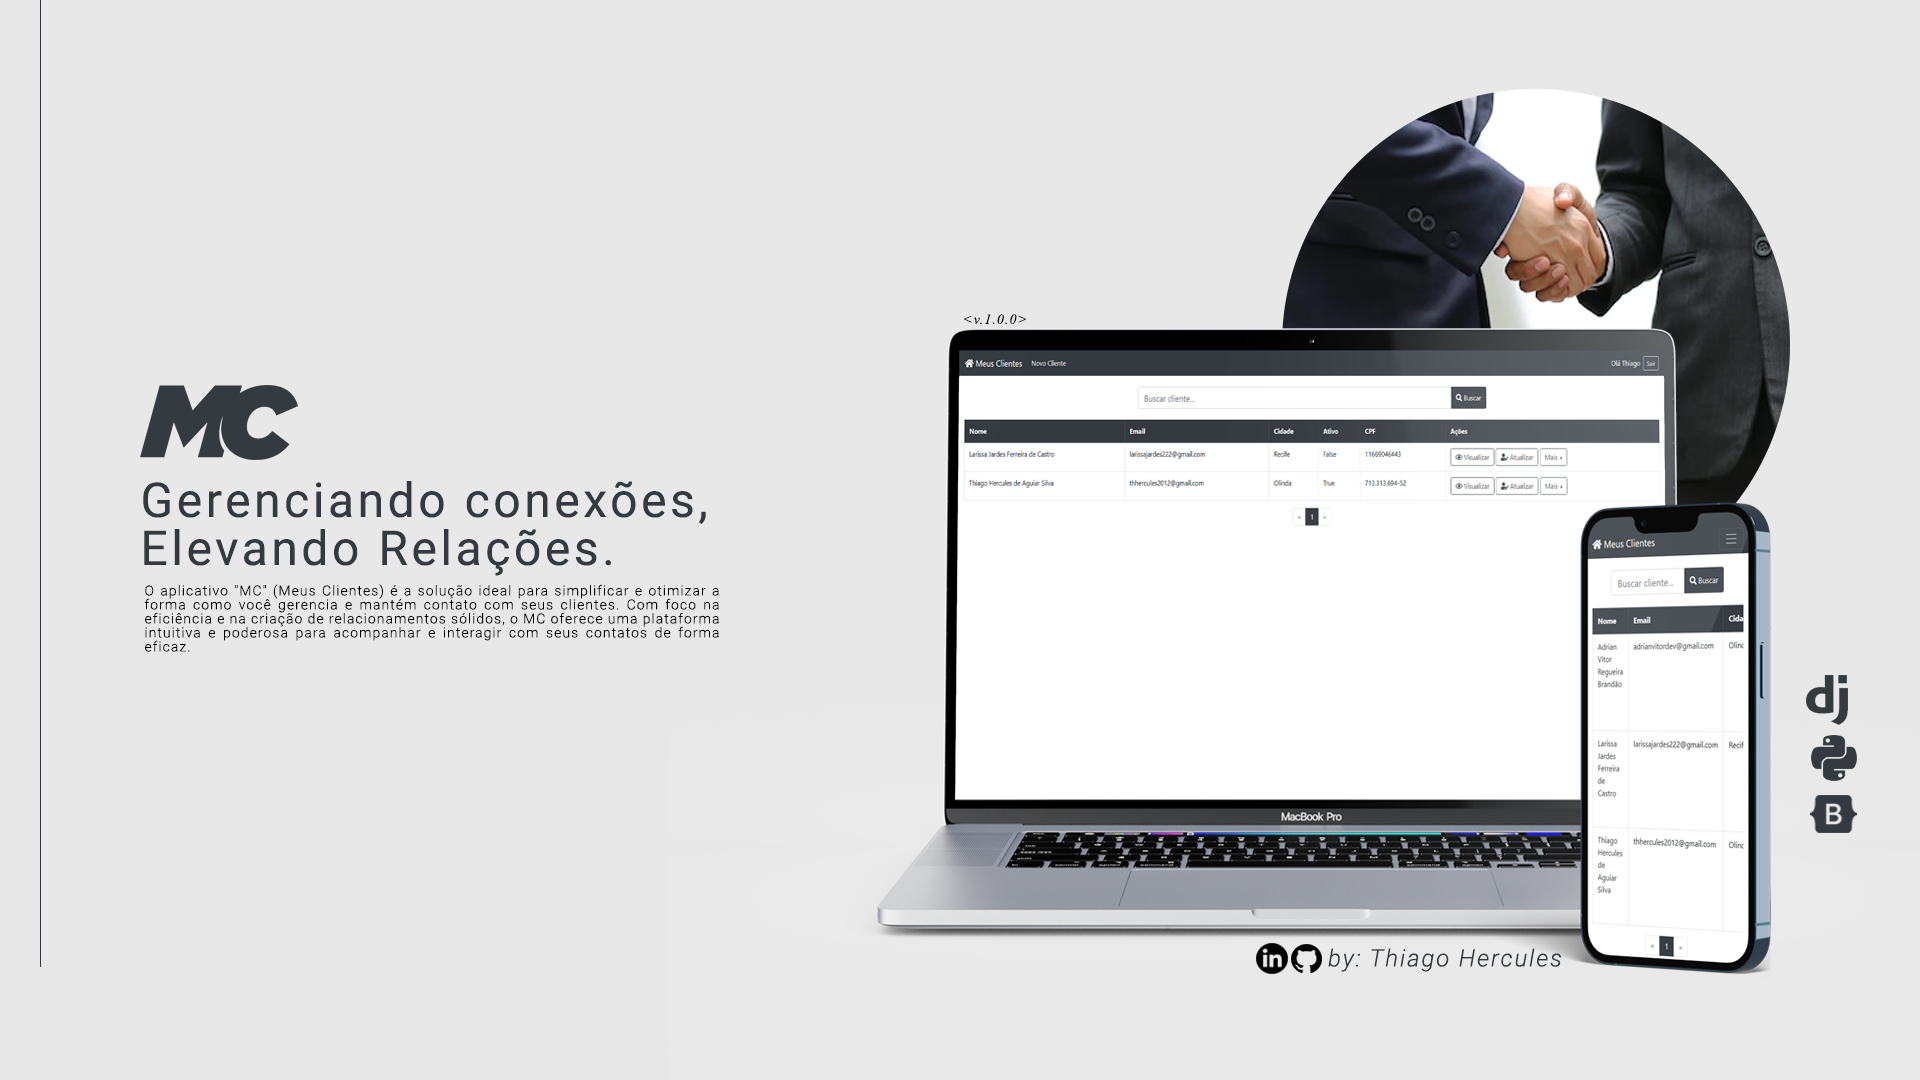 MC
Gerenciando conexões,
Elevando Relações.
O aplicativo "MC" (Meus Clientes) é a solução ideal para simplificar e otimizar a
forma como você gerencia e mantém contato com seus clientes. Com foco na
eficiência e na criação de relacionamentos sólidos, o MC oferece uma plataforma
intuitiva e poderosa para acompanhar e interagir com seus contatos de forma
eficaz.
<v.1.0.0>
Meus Clientes Novo Cliente Olá Thiago Sair
Buscar cliente... Buscar
Nome Email Cidade Ativo CPF Ações
Larissa Jardes Ferreira de Castro larissajardes222@gmail.com Recife False 11669046443 Visualizar Atualizar Mais
Thiago Hercules de Aguiar Silva thhercules2012@gmail.com Olinda True 713.313.694-52 Visualizar Atualizar Mais
« 1 »
MacBook Pro
Meus Clientes
Buscar cliente... Buscar
Nome Email Cida
Adrian adrianvitordev@gmail.com Olinc
Vitor
Regueira
Brandão
Larissa larissajardes222@gmail.com Recif
Jardes
Ferreira
de
Castro
Thiago thhercules2012@gmail.com Olinc
Hercules
de
Aguiar
Silva
« 1 »
dj
B
in by: Thiago Hercules